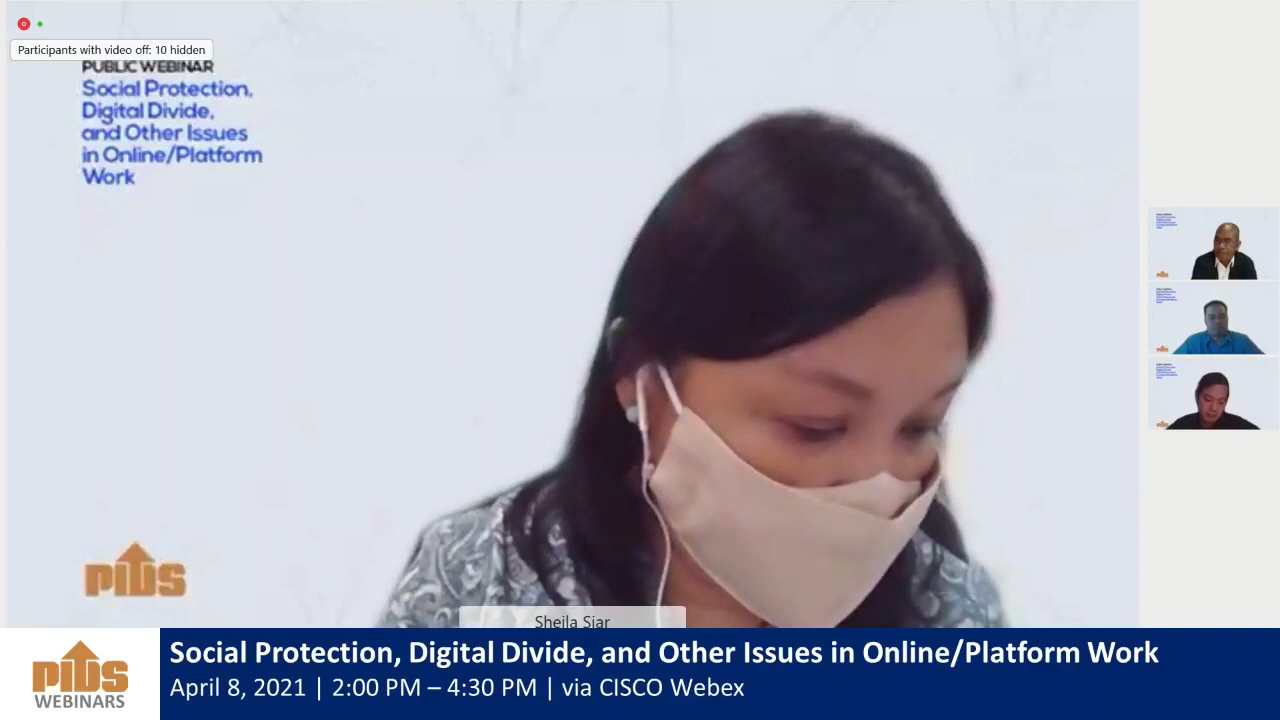 Participants with video off: 10 hidden
PUBLIC WEBINAR
Social Protection,
Digital Divide,
and Other Issues
in Online/Platform
Work
PIDS
Sheila Siar
PIDS
WEBINARS
Social Protection, Digital Divide, and Other Issues in Online/Platform Work
April 8, 2021 | 2:00 PM – 4:30 PM | via CISCO Webex